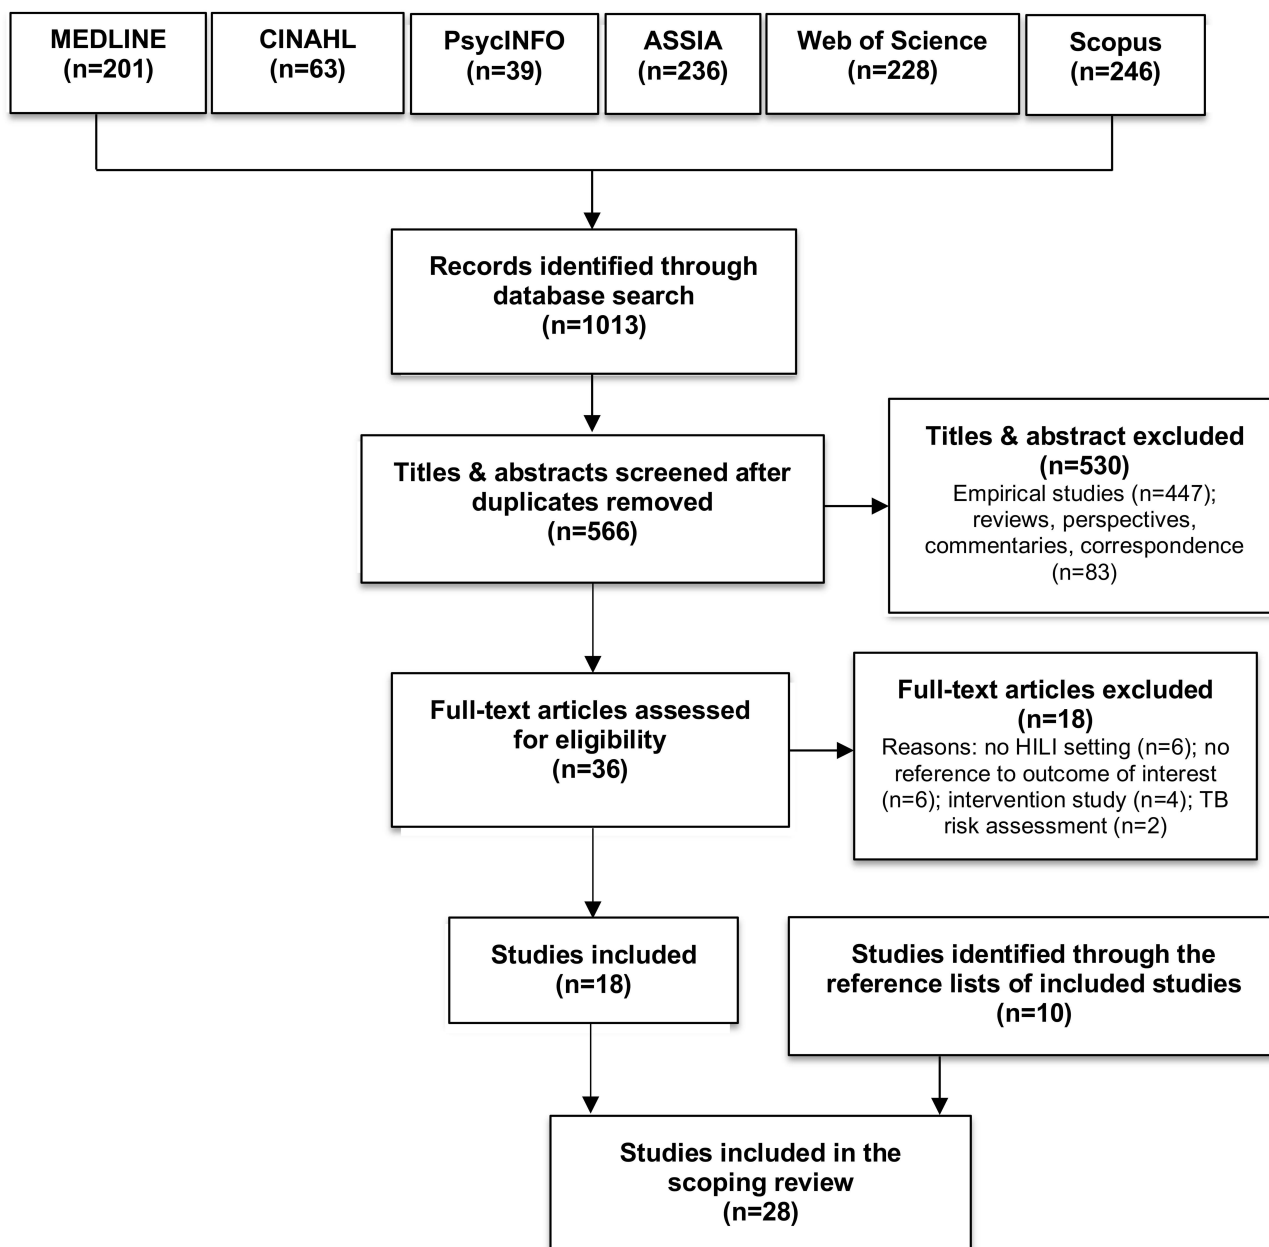 MEDLINE
(n=201)
CINAHL
(n=63)
PsycINFO
(n=39)
ASSIA
(n=236)
Web of Science
(n=228)
Scopus
(n=246)
Records identified through
database search
(n=1013)
Titles & abstracts screened after
duplicates removed
(n=566)
Titles & abstract excluded
(n=530)
Empirical studies (n=447);
reviews, perspectives,
commentaries, correspondence
(n=83)
Full-text articles assessed
for eligibility
(n=36)
Full-text articles excluded
(n=18)
Reasons: no HILI setting (n=6); no
reference to outcome of interest
(n=6); intervention study (n=4); TB
risk assessment (n=2)
Studies included
(n=18)
Studies identified through the
reference lists of included studies
(n=10)
Studies included in the
scoping review
(n=28)